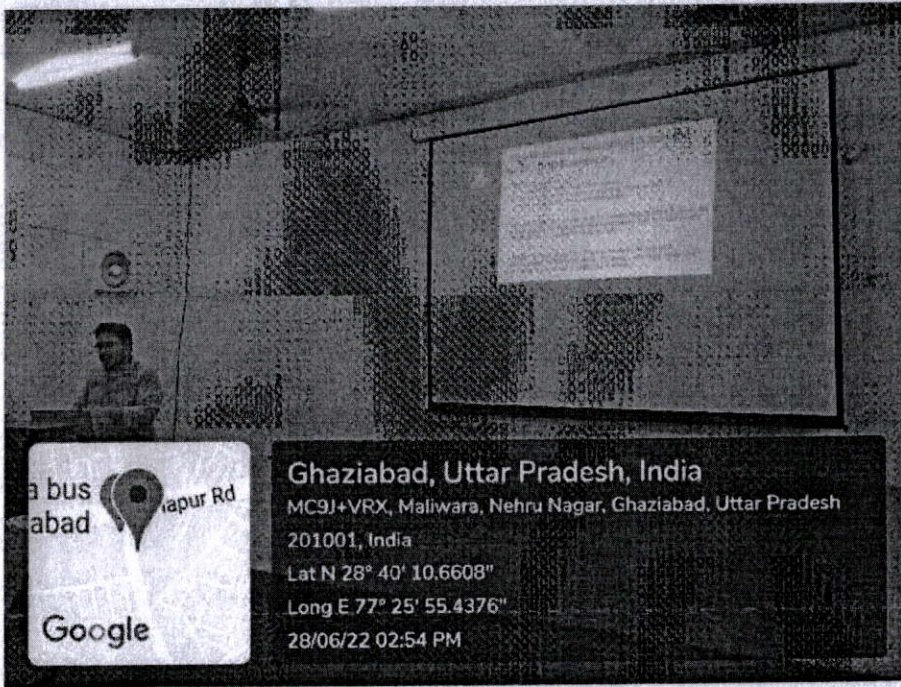 a bus
abad
lapur Rd
Google
Ghaziabad, Uttar Pradesh, India
MC9J+VRX, Maliwara, Nehru Nagar, Ghaziabad, Uttar Pradesh
201001, India
Lat N 28° 40' 10.6608"
Long E 77° 25' 55.4376"
28/06/22 02:54 PM